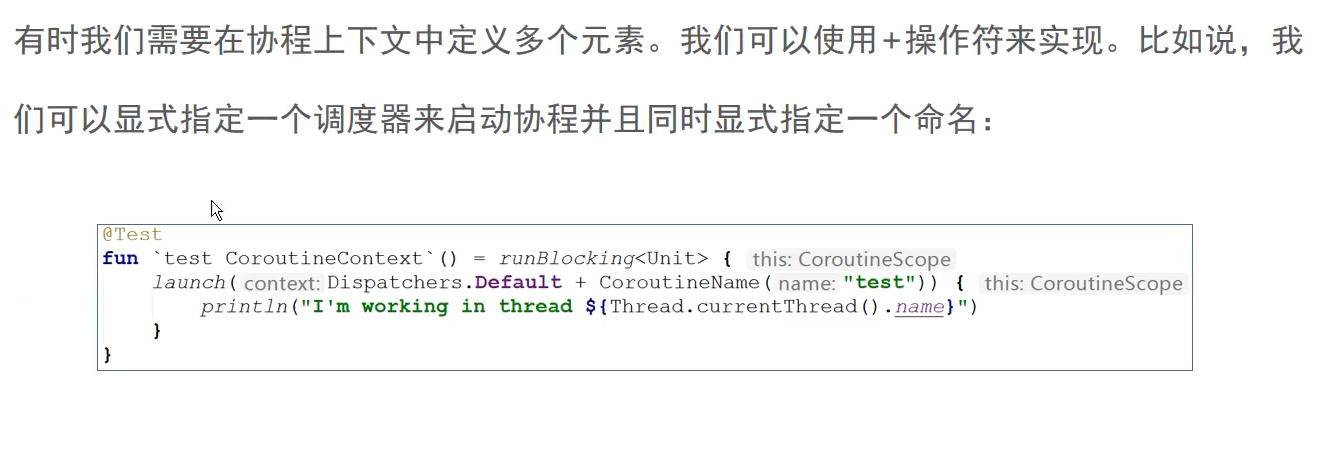 有时我们需要在协程上下文中定义多个元素。我们可以使用+操作符来实现。比如说，我
们可以显式指定一个调度器来启动协程并且同时显式指定一个命名：
@Test
fun `test CoroutineContext`() = runBlocking<Unit> { this: CoroutineScope
launch( context: Dispatchers.Default + CoroutineName( name: "test")) { this: CoroutineScope
println("I'm working in thread ${Thread.currentThread().name}")
}
}